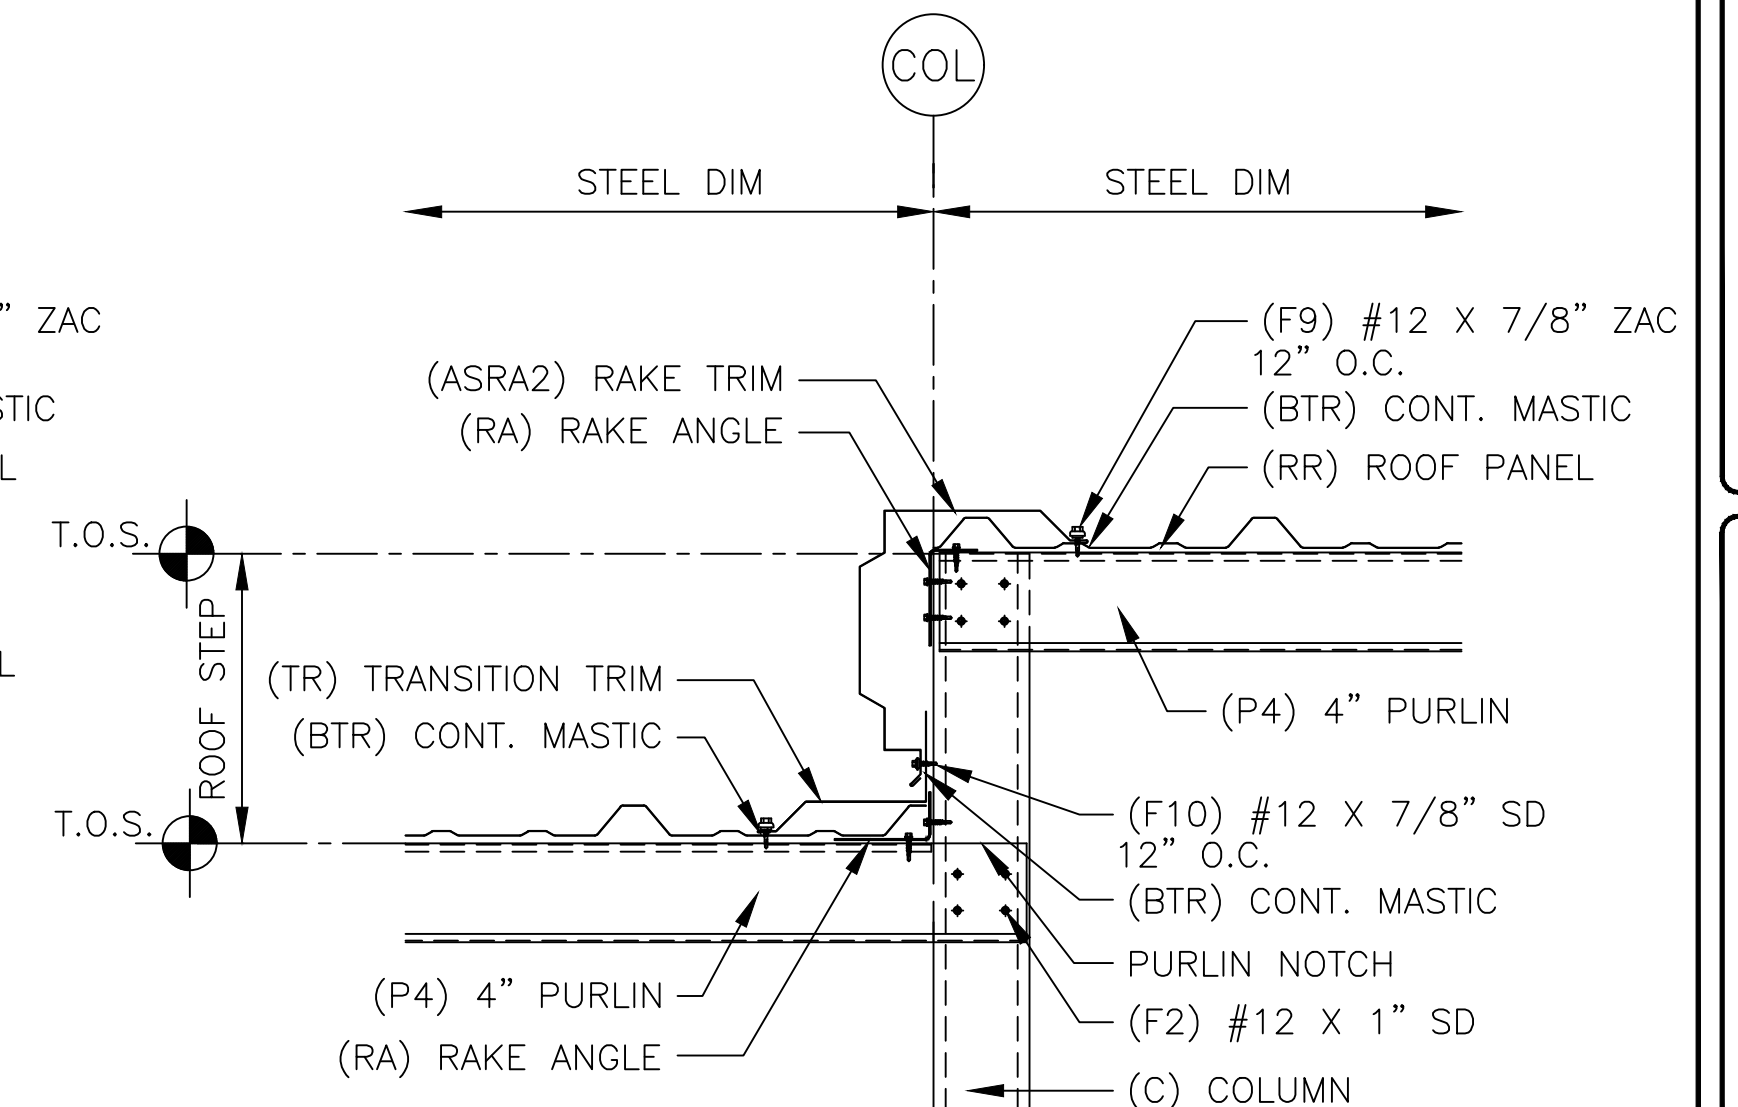 COL
STEEL DIM
STEEL DIM
” ZAC
(F9) #12 X 7/8” ZAC
12” O.C.
(ASRA2) RAKE TRIM
(BTR) CONT. MASTIC
(RA) RAKE ANGLE
(RR) ROOF PANEL
T.O.S.
ROOF STEP
(TR) TRANSITION TRIM
(P4) 4” PURLIN
(BTR) CONT. MASTIC
T.O.S.
(F10) #12 X 7/8” SD
12” O.C.
(BTR) CONT. MASTIC
PURLIN NOTCH
(P4) 4” PURLIN
(F2) #12 X 1” SD
(RA) RAKE ANGLE
(C) COLUMN